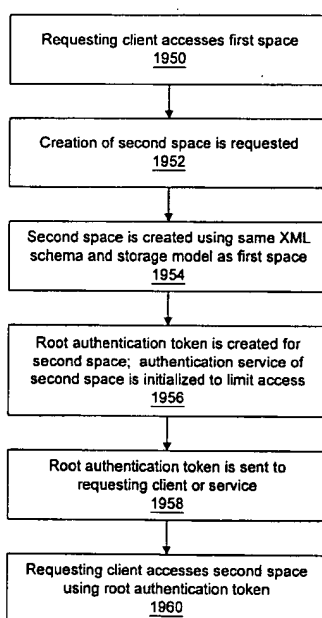 Requesting client accesses first space
1950
Creation of second space is requested
1952
Second space is created using same XML
schema and storage model as first space
1954
Root authentication token is created for
second space; authentication service of
second space is initialized to limit access
1956
Root authentication token is sent to
requesting client or service
1958
Requesting client accesses second space
using root authentication token
1960